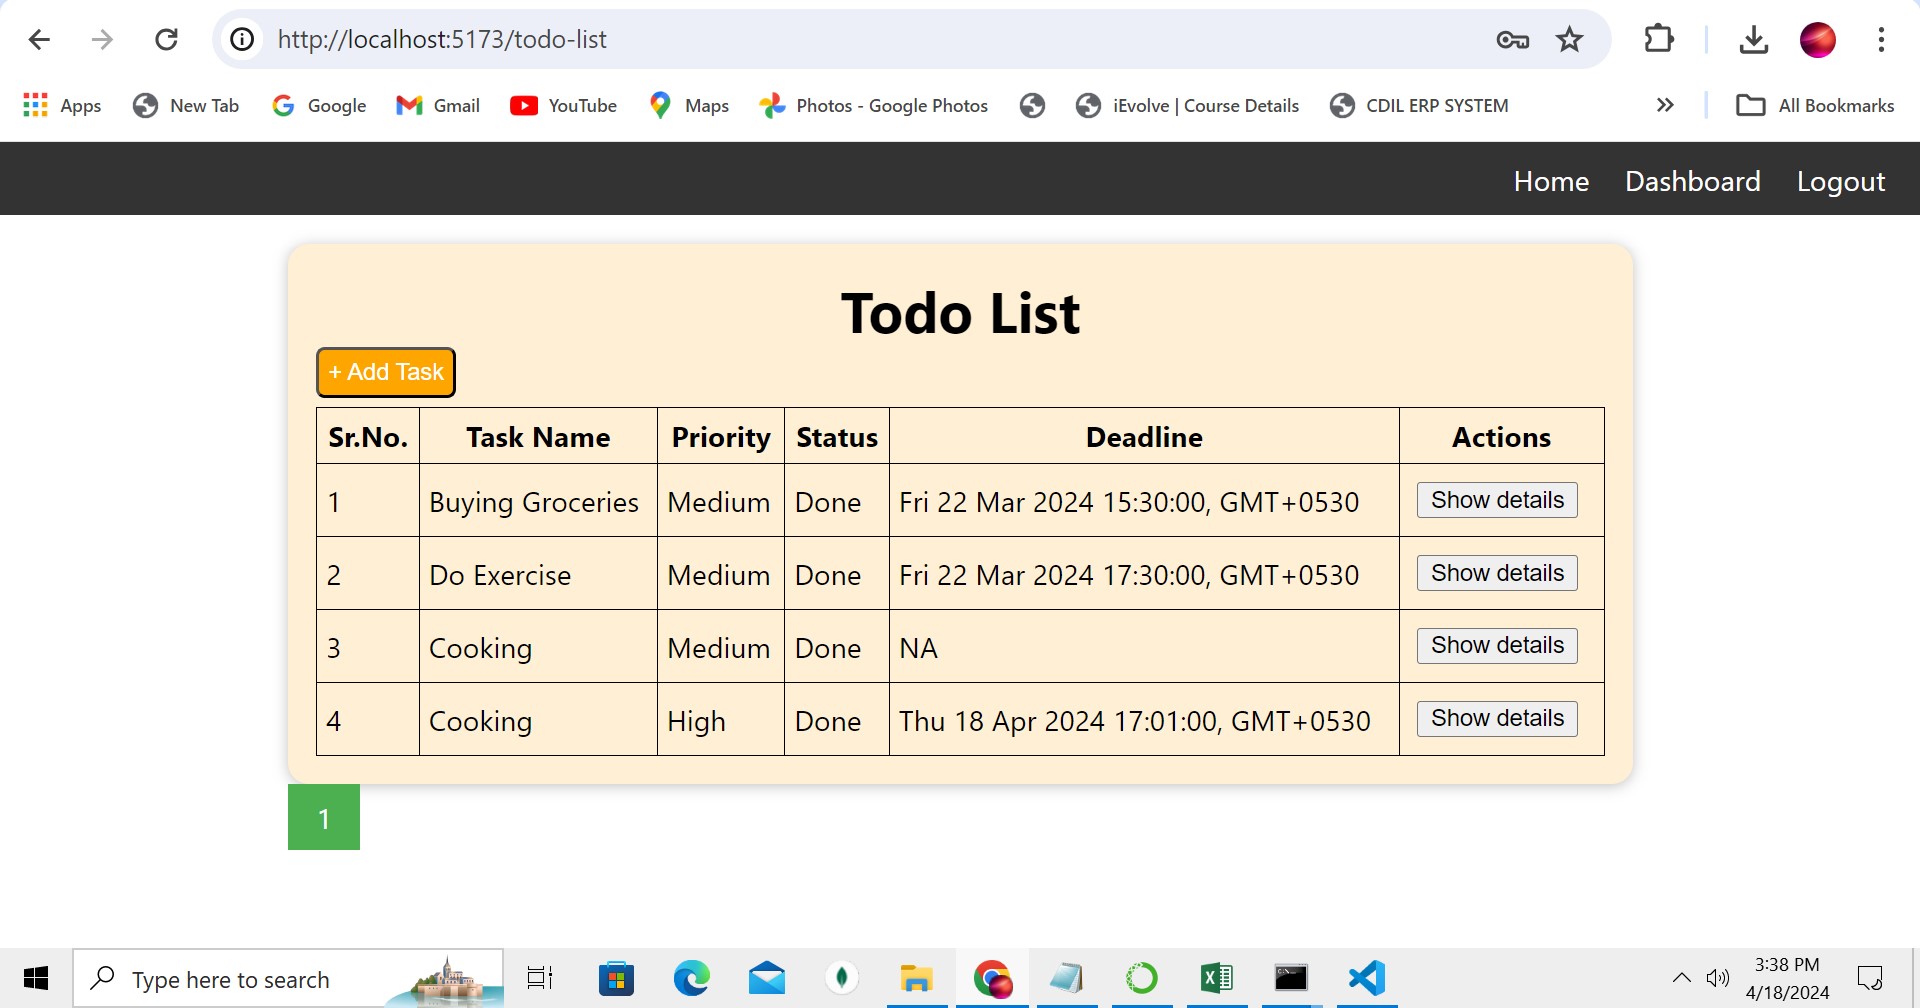 http://localhost:5173/todo-list
Apps New Tab Google Gmail YouTube Maps Photos - Google Photos iEvolve | Course Details CDIL ERP SYSTEM All Bookmarks
Home Dashboard Logout
Todo List
+ Add Task
Sr.No. Task Name Priority Status Deadline Actions
1 Buying Groceries Medium Done Fri 22 Mar 2024 15:30:00, GMT+0530 Show details
2 Do Exercise Medium Done Fri 22 Mar 2024 17:30:00, GMT+0530 Show details
3 Cooking Medium Done NA Show details
4 Cooking High Done Thu 18 Apr 2024 17:01:00, GMT+0530 Show details
1
Type here to search
3:38 PM
4/18/2024